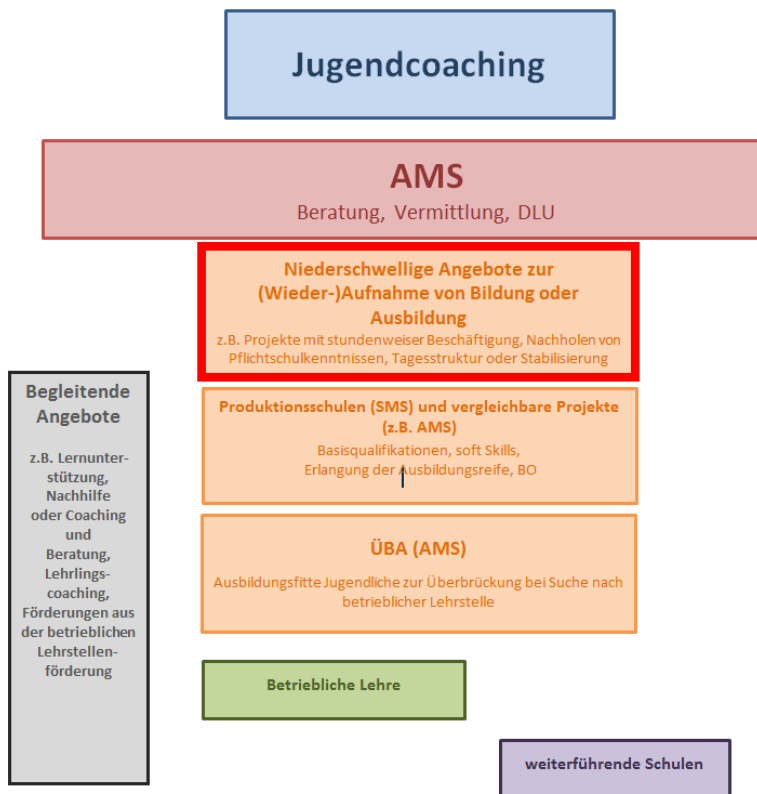 Jugendcoaching
AMS
Beratung, Vermittlung, DLU
Niederschwellige Angebote zur
(Wieder-)Aufnahme von Bildung oder
Ausbildung
z.B. Projekte mit stundenweiser Beschäftigung, Nachholen von
Pflichtschulkenntnissen, Tagesstruktur oder Stabilisierung
Begleitende
Angebote
z.B. Lernunter-
stützung,
Nachhilfe
oder Coaching
und
Beratung,
Lehrlings-
coaching,
Förderungen aus
der betrieblichen
Lehrstellen-
förderung
Produktionsschulen (SMS) und vergleichbare Projekte
(z.B. AMS)
Basisqualifikationen, soft Skills,
Erlangung der Ausbildungsreife, BO
ÜBA (AMS)
Ausbildungsfitte Jugendliche zur Überbrückung bei Suche nach
betrieblicher Lehrstelle
Betriebliche Lehre
weiterführende Schulen